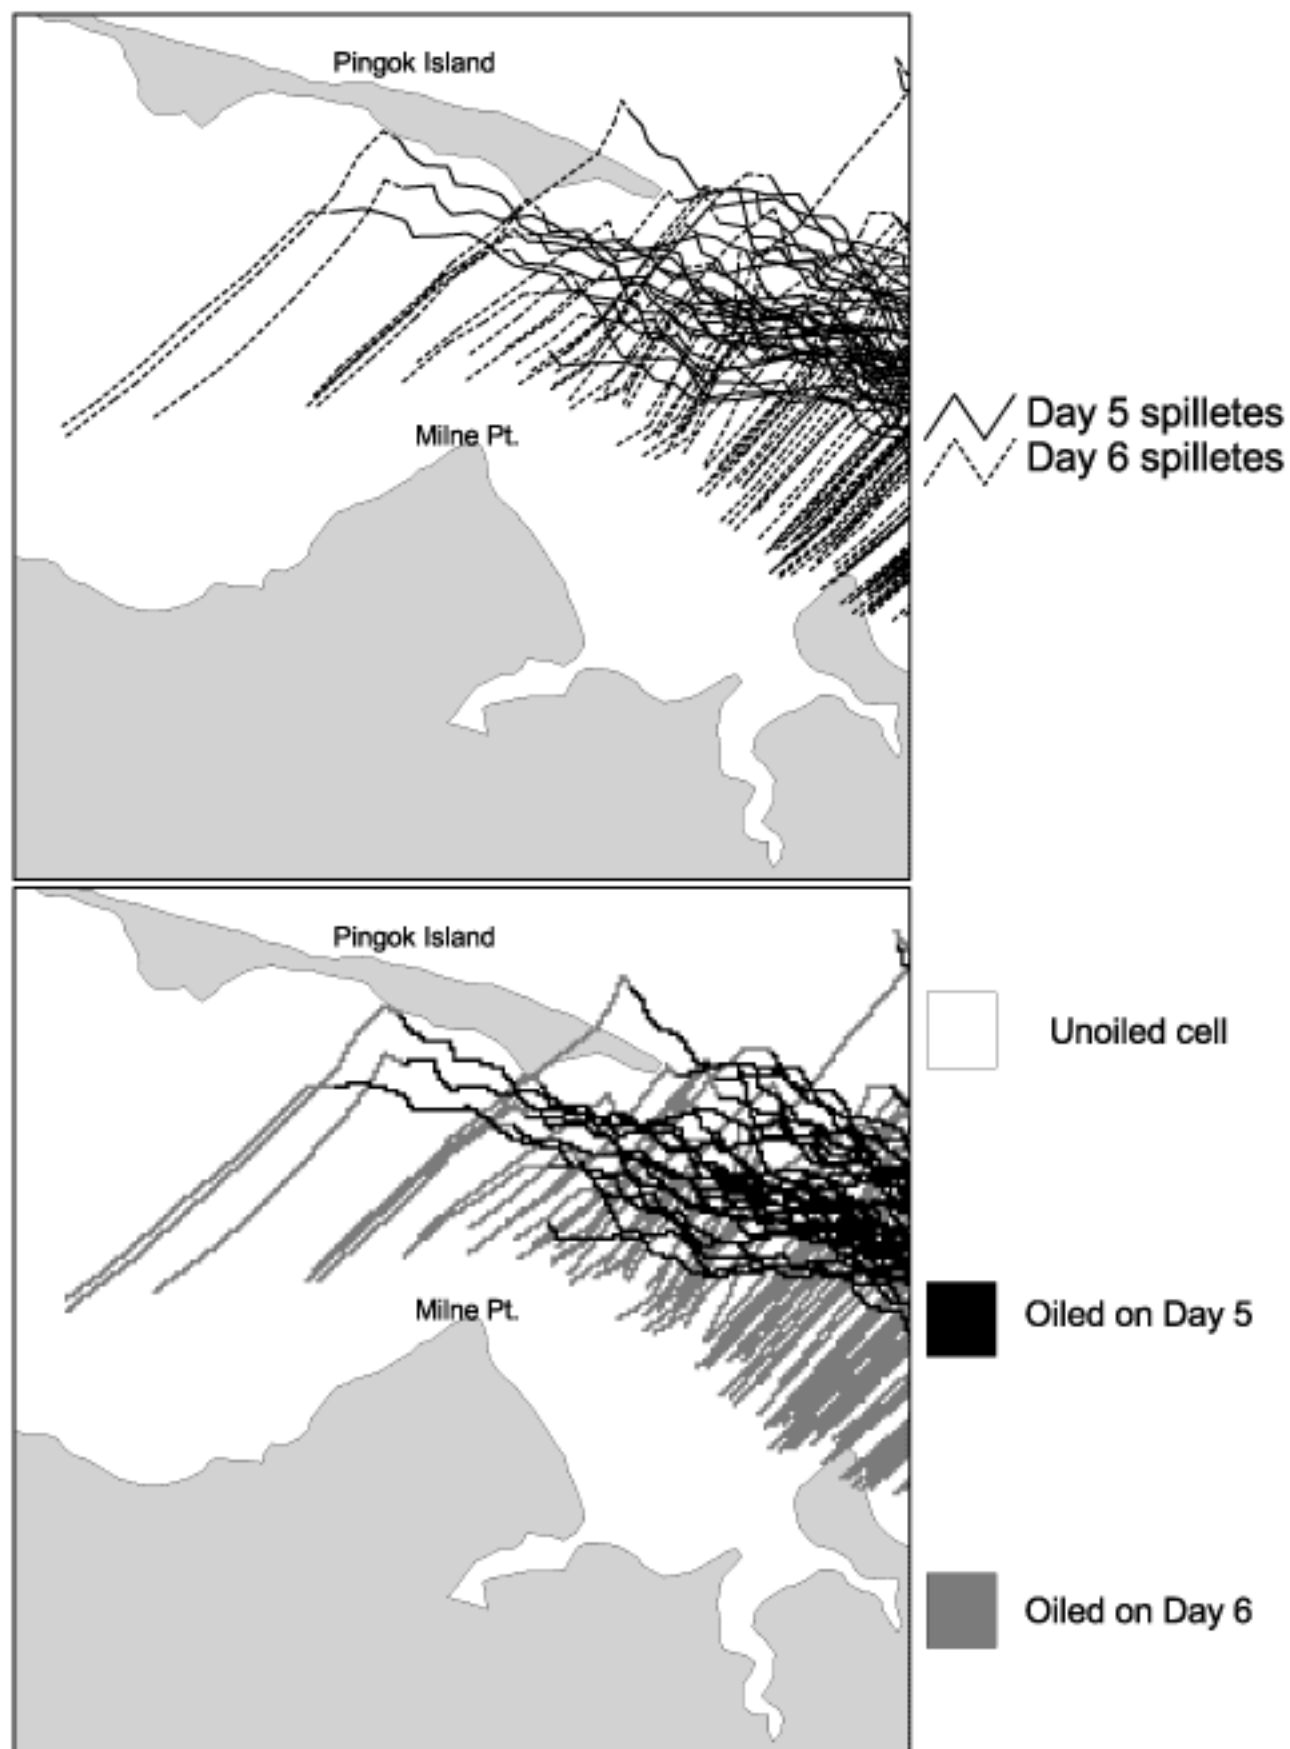 Pingok Island
Milne Pt.
Day 5 spilletes
Day 6 spilletes
Pingok Island
Milne Pt.
Unoiled cell
Oiled on Day 5
Oiled on Day 6